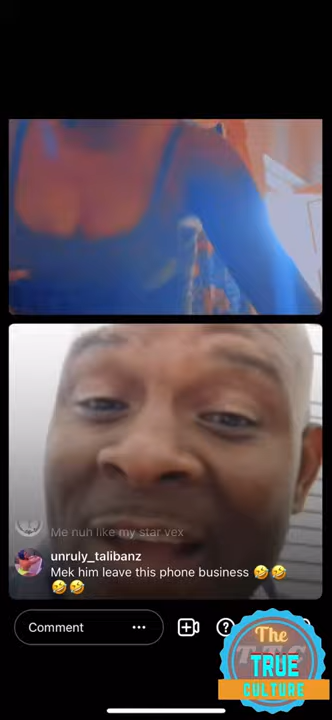 Me nuh like my star vex
unruly_talibanz
Mek him leave this phone business 🤣🤣
🤣🤣
Comment
The
TRUE
CULTURE